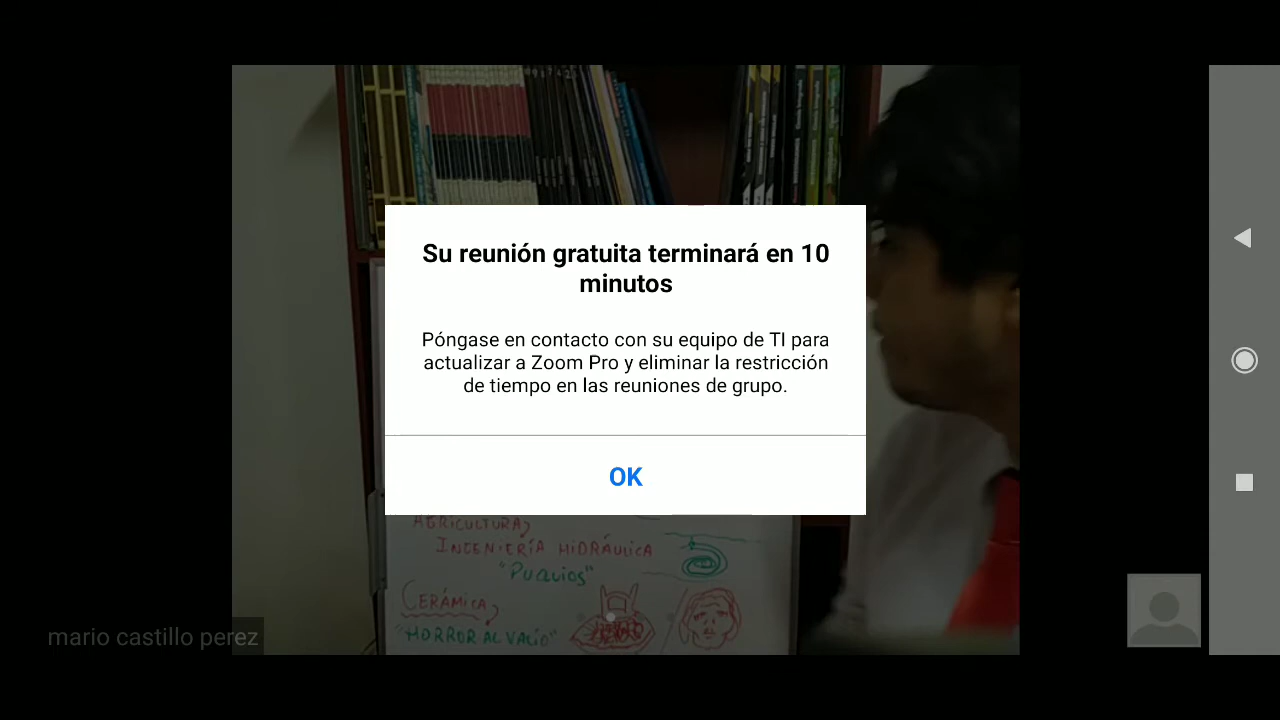 Su reunión gratuita terminará en 10
minutos
Póngase en contacto con su equipo de TI para
actualizar a Zoom Pro y eliminar la restricción
de tiempo en las reuniones de grupo.
OK
AGRICULTURA
INGENIERÍA HIDRÁULICA
"PUQUIOS"
CERÁMICA
"HORROR AL VACÍO"
mario castillo perez